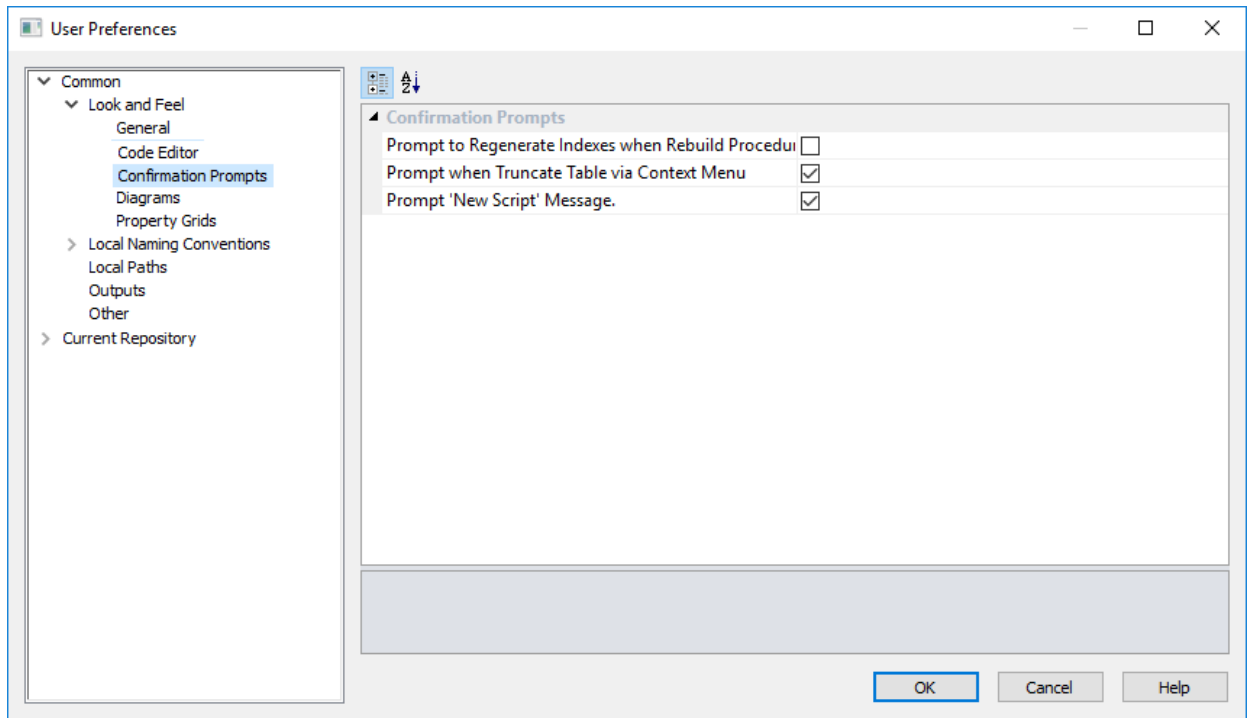 User Preferences
Common
Look and Feel
General
Code Editor
Confirmation Prompts
Diagrams
Property Grids
Local Naming Conventions
Local Paths
Outputs
Other
Current Repository
Confirmation Prompts
Prompt to Regenerate Indexes when Rebuild Procedu
Prompt when Truncate Table via Context Menu
Prompt 'New Script' Message.
OK Cancel Help